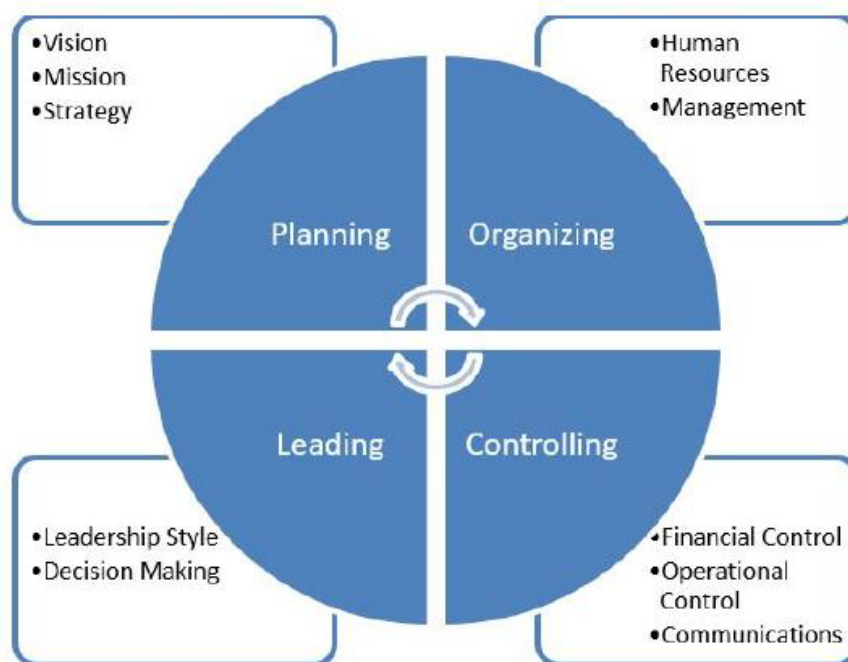 •Vision
•Mission
•Strategy
•Human
Resources
•Management
Planning
Organizing
Leading
Controlling
•Leadership Style
•Decision Making
•Financial Control
•Operational
Control
•Communications